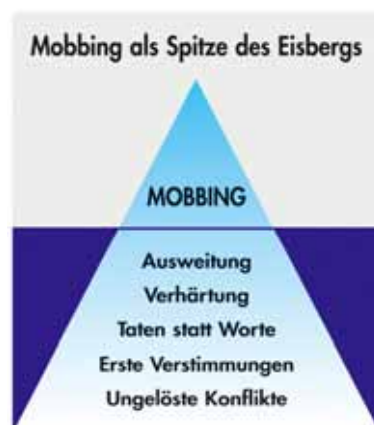 Mobbing als Spitze des Eisbergs
MOBBING
Ausweitung
Verhärtung
Taten statt Worte
Erste Verstimmungen
Ungelöste Konflikte